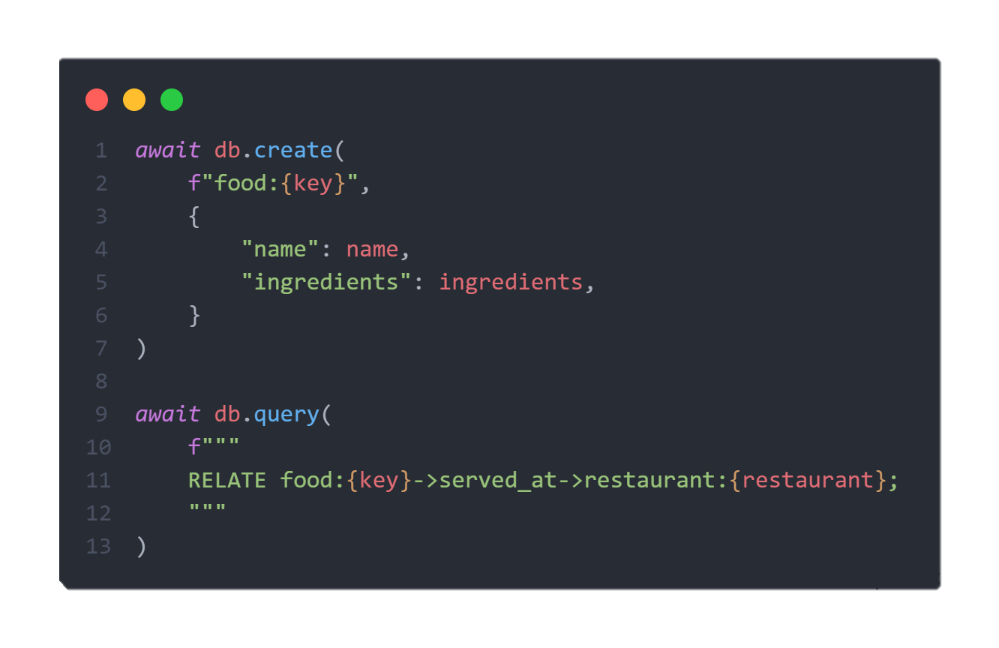 1 await db.create(
2     f"food:{key}",
3     {
4         "name": name,
5         "ingredients": ingredients,
6     }
7 )
8
9 await db.query(
10     f"""
11     RELATE food:{key}->served_at->restaurant:{restaurant};
12     """
13 )